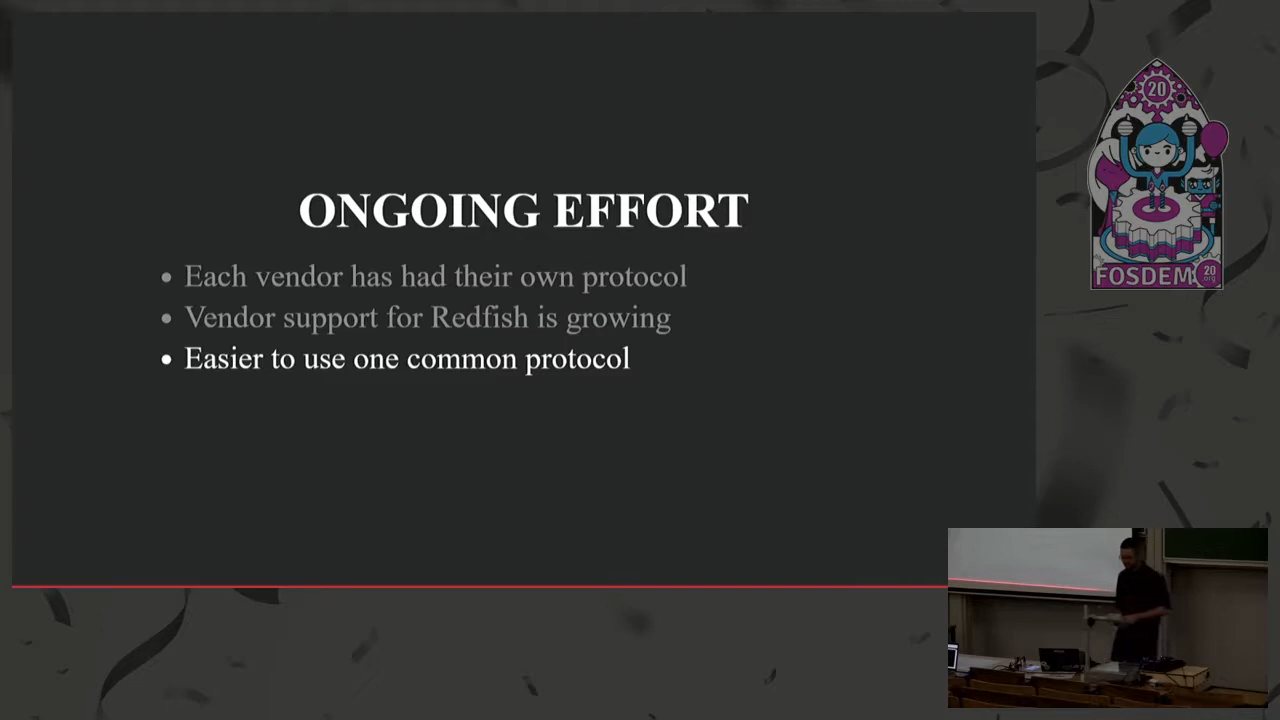 ONGOING EFFORT
• Each vendor has had their own protocol
• Vendor support for Redfish is growing
• Easier to use one common protocol
20
FOSDEM
20
org